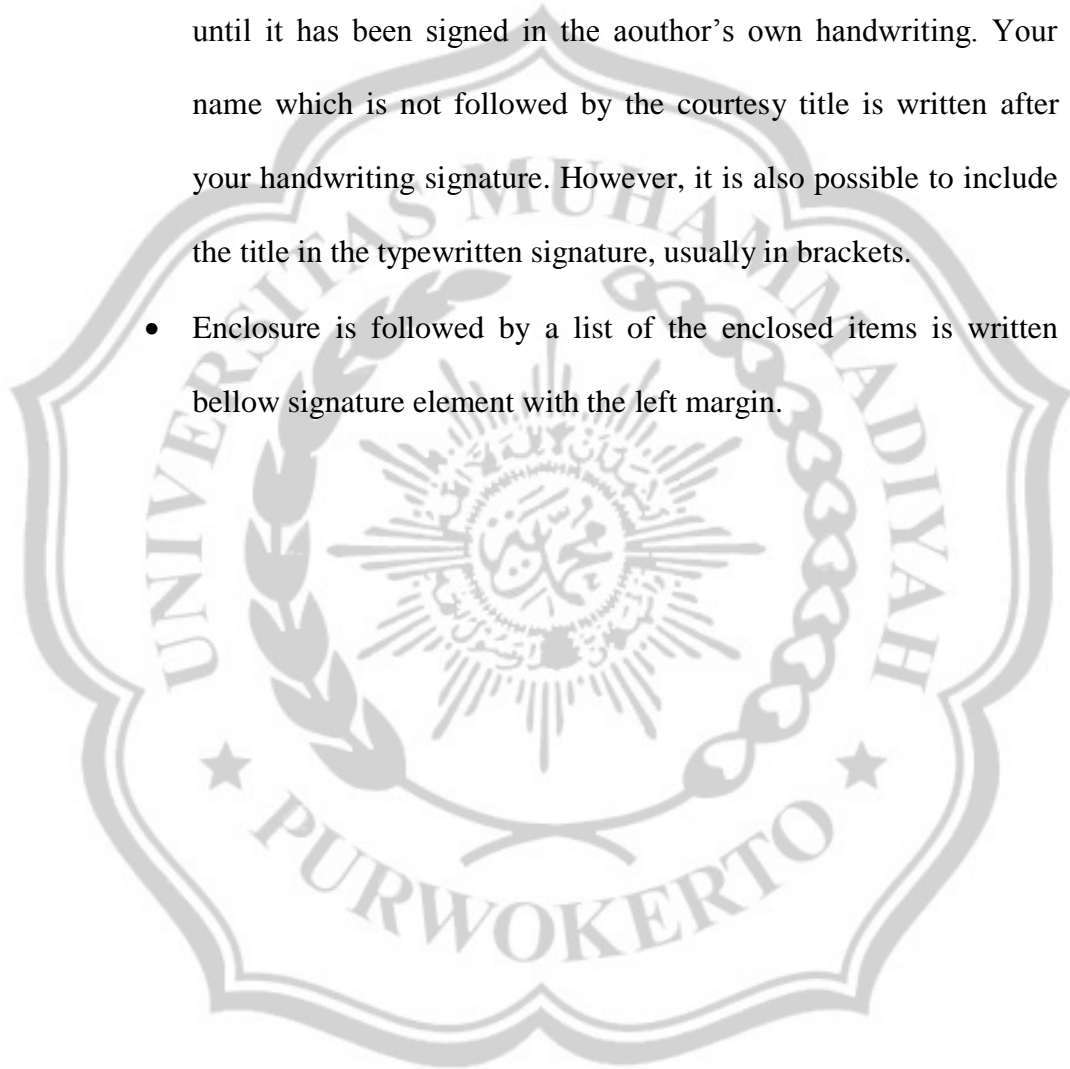 until it has been signed in the aouthor’s own handwriting. Your
name which is not followed by the courtesy title is written after
your handwriting signature. However, it is also possible to include
the title in the typewritten signature, usually in brackets.
• Enclosure is followed by a list of the enclosed items is written
bellow signature element with the left margin.
UNIVERSITAS MUHAMMADIYAH
PURWOKERTO